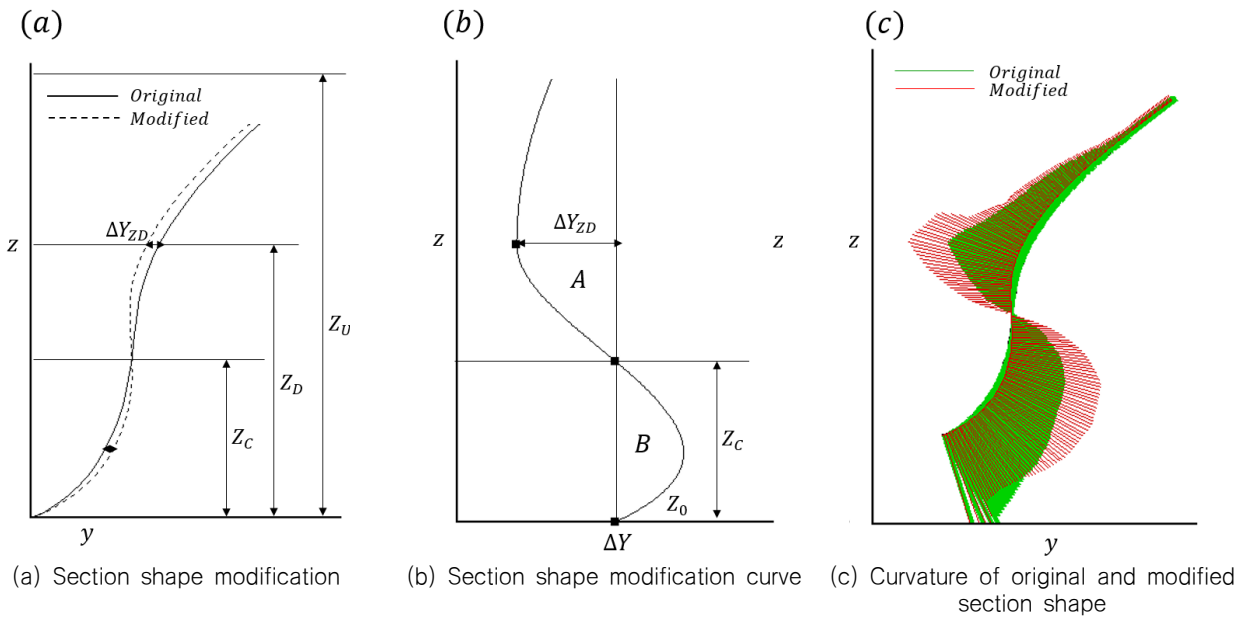 (a)
Original
Modified
ΔY_ZD
z
Z_U
Z_D
Z_C
y
(a) Section shape modification
(b)
ΔY_ZD
z
z
A
B
Z_C
Z_0
ΔY
(b) Section shape modification curve
(c)
Original
Modified
z
y
(c) Curvature of original and modified
section shape